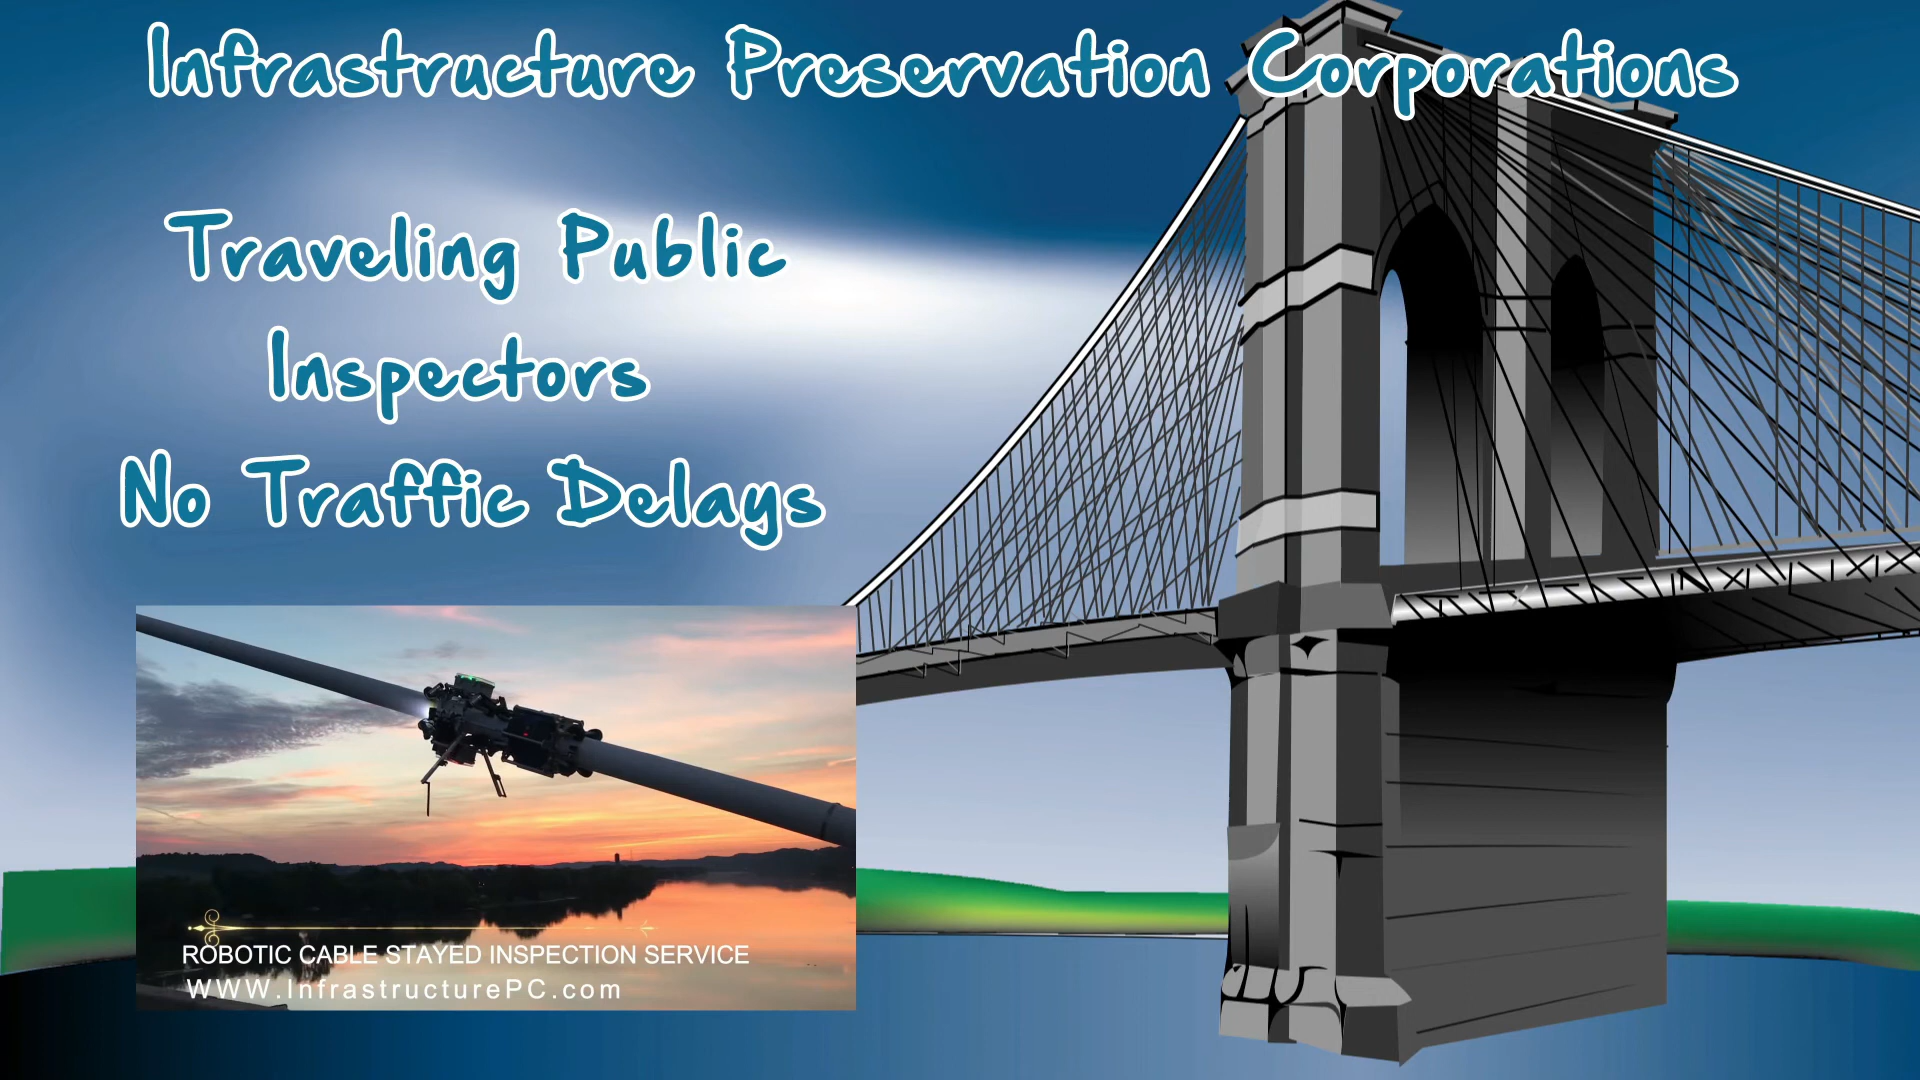 Infrastructure Preservation Corporations
Traveling Public
Inspectors
No Traffic Delays
ROBOTIC CABLE STAYED INSPECTION SERVICE
WWW.InfrastructurePC.com